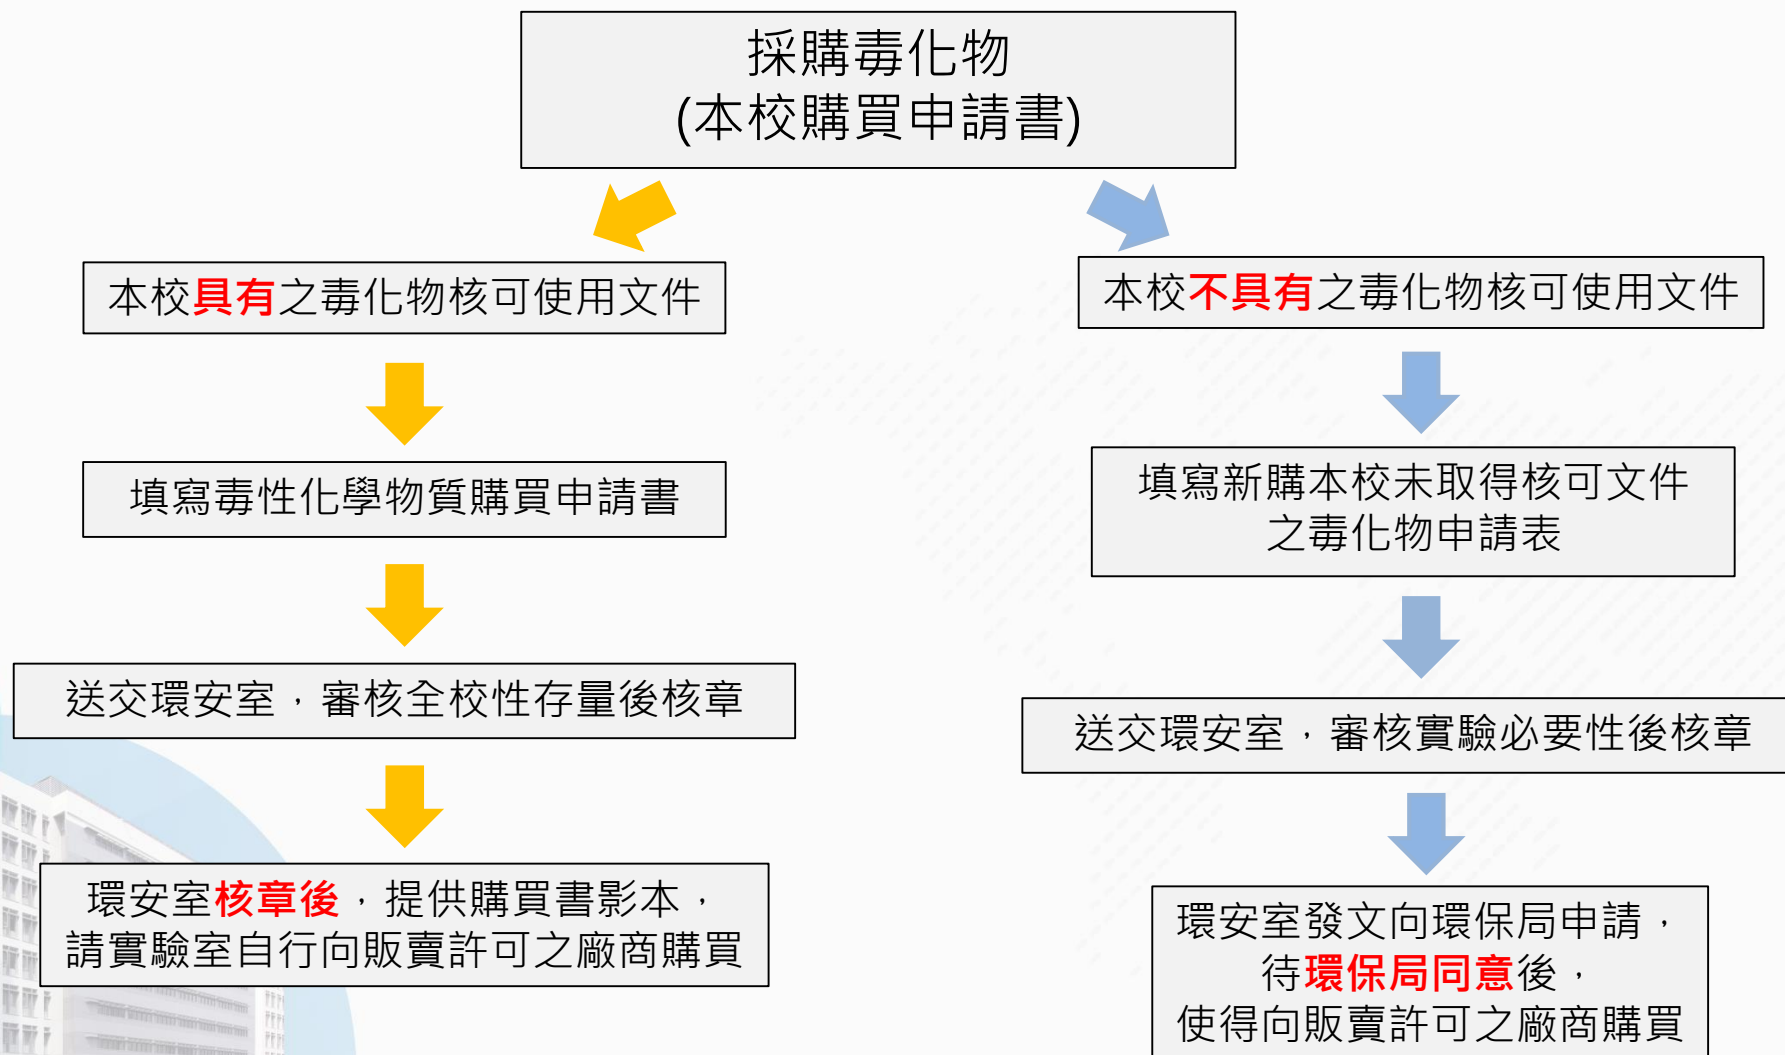 採購毒化物
(本校購買申請書)
本校具有之毒化物核可使用文件
填寫毒性化學物質購買申請書
送交環安室，審核全校性存量後核章
環安室核章後，提供購買書影本，
請實驗室自行向販賣許可之廠商購買
本校不具有之毒化物核可使用文件
填寫新購本校未取得核可文件
之毒化物申請表
送交環安室，審核實驗必要性後核章
環安室發文向環保局申請，
待環保局同意後，
使得向販賣許可之廠商購買